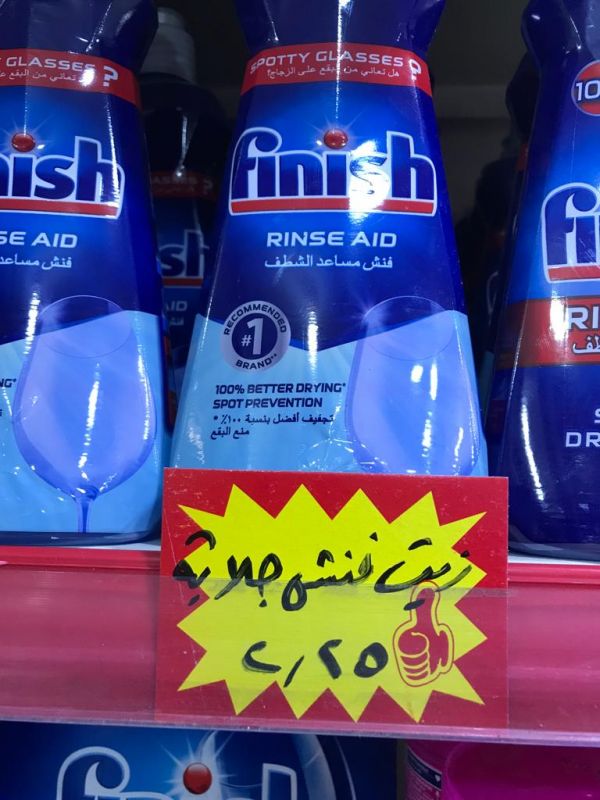 SPOTTY GLASSES ?
هل تعاني من البقع على الزجاج؟
finish
RINSE AID
فنش مساعد الشطف
RECOMMENDED
#1
BRAND**
100% BETTER DRYING*
SPOT PREVENTION
تجفيف أفضل بنسبة ١٠٠٪ *
منع البقع
زيت فنش جلاية
٢٫٢٥
finish